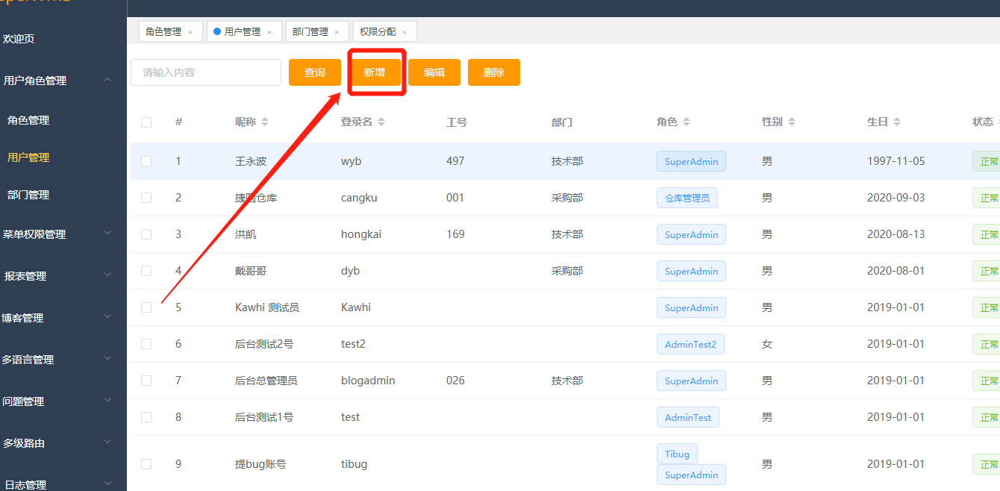 欢迎页
用户角色管理
角色管理
用户管理
部门管理
菜单权限管理
报表管理
博客管理
多语言管理
问题管理
多级路由
日志管理
角色管理 × 用户管理 × 部门管理 × 权限分配 ×
请输入内容 查询 新增 编辑 删除
# 昵称 登录名 工号 部门 角色 性别 生日 状态
1 王永波 wyb 497 技术部 SuperAdmin 男 1997-11-05 正常
2 捷圆仓库 cangku 001 采购部 仓库管理员 男 2020-09-03 正常
3 洪凯 hongkai 169 技术部 SuperAdmin 男 2020-08-13 正常
4 戴哥哥 dyb 采购部 SuperAdmin 男 2020-08-01 正常
5 Kawhi 测试员 Kawhi SuperAdmin 男 2019-01-01 正常
6 后台测试2号 test2 AdminTest2 女 2019-01-01 正常
7 后台总管理员 blogadmin 026 技术部 SuperAdmin 男 2019-01-01 正常
8 后台测试1号 test AdminTest 男 2019-01-01 正常
9 提bug账号 tibug Tibug SuperAdmin 男 2019-01-01 正常